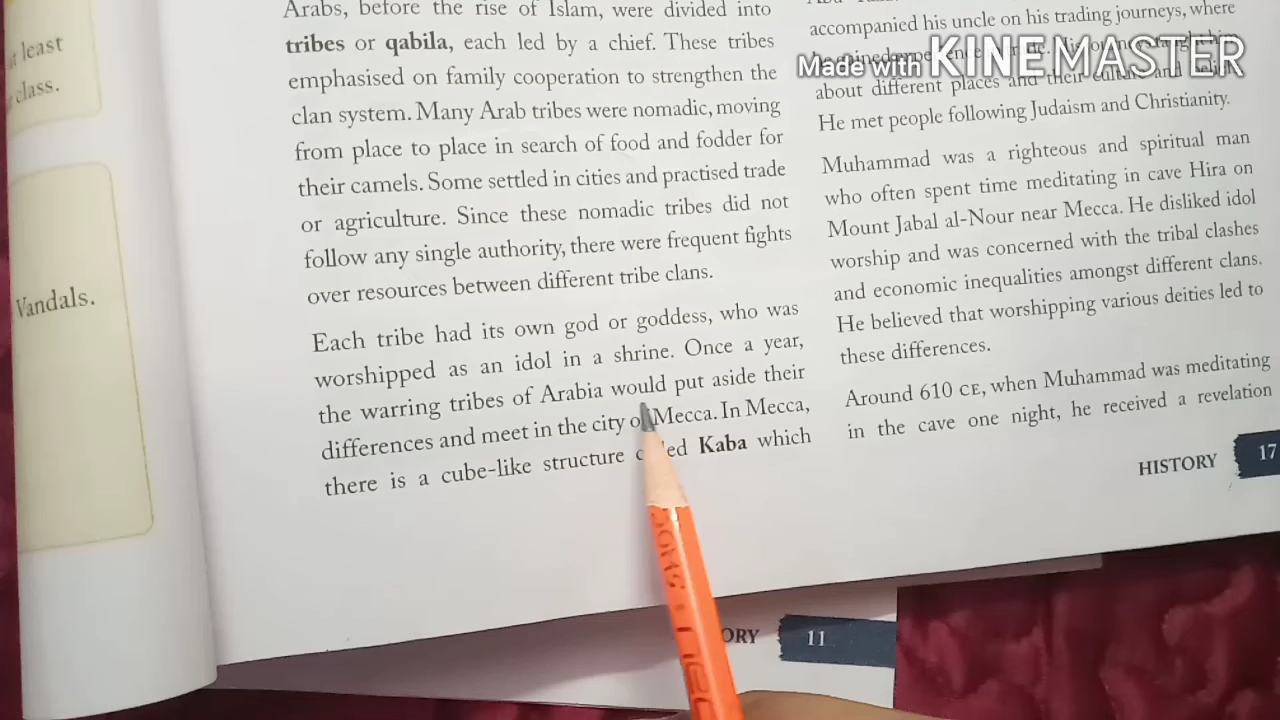 at least
class.
Vandals.
Arabs, before the rise of Islam, were divided into
tribes or qabila, each led by a chief. These tribes
emphasised on family cooperation to strengthen the
clan system. Many Arab tribes were nomadic, moving
from place to place in search of food and fodder for
their camels. Some settled in cities and practised trade
or agriculture. Since these nomadic tribes did not
follow any single authority, there were frequent fights
over resources between different tribe clans.
Each tribe had its own god or goddess, who was
worshipped as an idol in a shrine. Once a year,
the warring tribes of Arabia would put aside their
differences and meet in the city of Mecca. In Mecca,
there is a cube-like structure called Kaba which
accompanied his uncle on his trading journeys, where
about different places and their culture and
He met people following Judaism and Christianity.
Muhammad was a righteous and spiritual man
who often spent time meditating in cave Hira on
Mount Jabal al-Nour near Mecca. He disliked idol
worship and was concerned with the tribal clashes
and economic inequalities amongst different clans.
He believed that worshipping various deities led to
these differences.
Around 610 CE, when Muhammad was meditating
in the cave one night, he received a revelation
HISTORY 17
ORY 11
Made with KINEMASTER